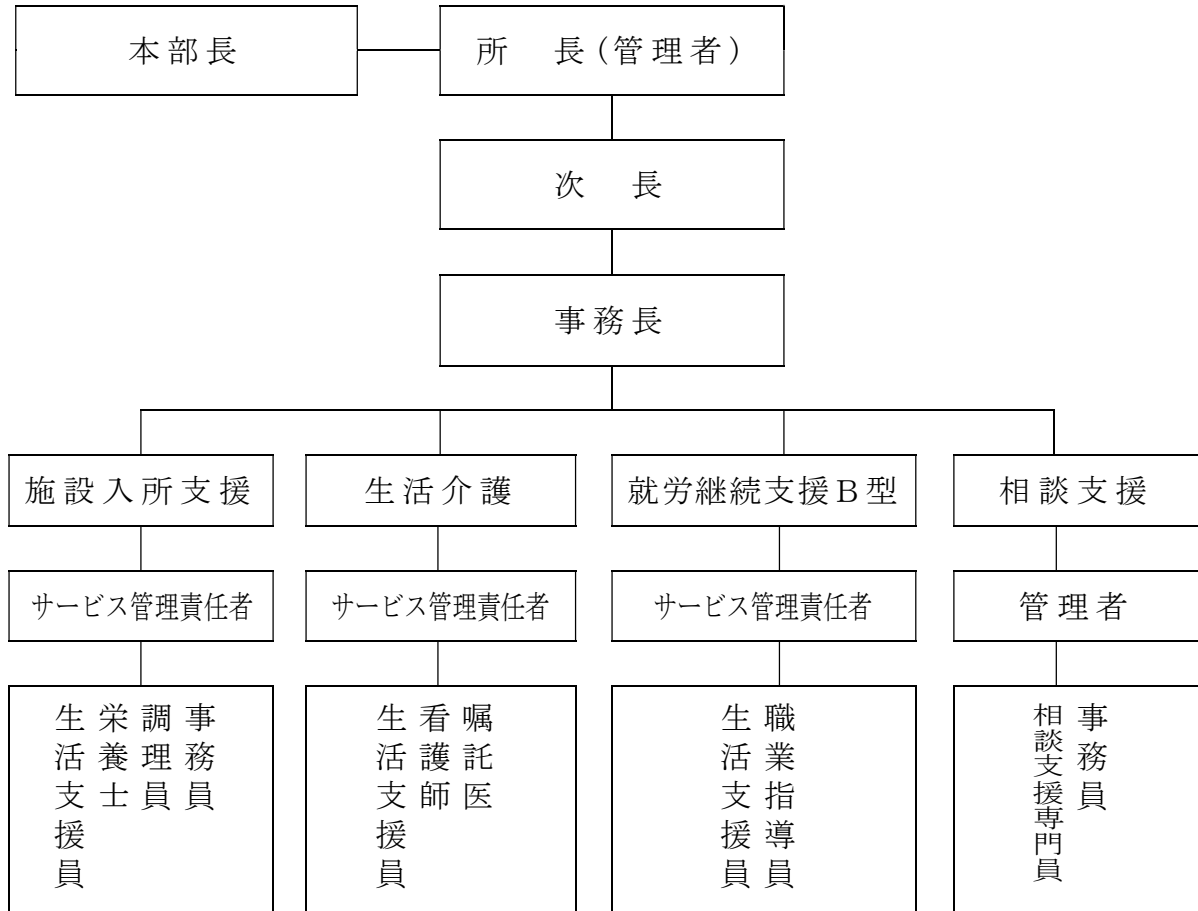 本部長
所　長（管理者）
次　長
事務長
施設入所支援
生活介護
就労継続支援Ｂ型
相談支援
サービス管理責任者
サービス管理責任者
サービス管理責任者
管理者
事務員
調理員
栄養士
生活支援員
嘱託医
看護師
生活支援員
職業指導員
生活支援員
事務員
相談支援専門員